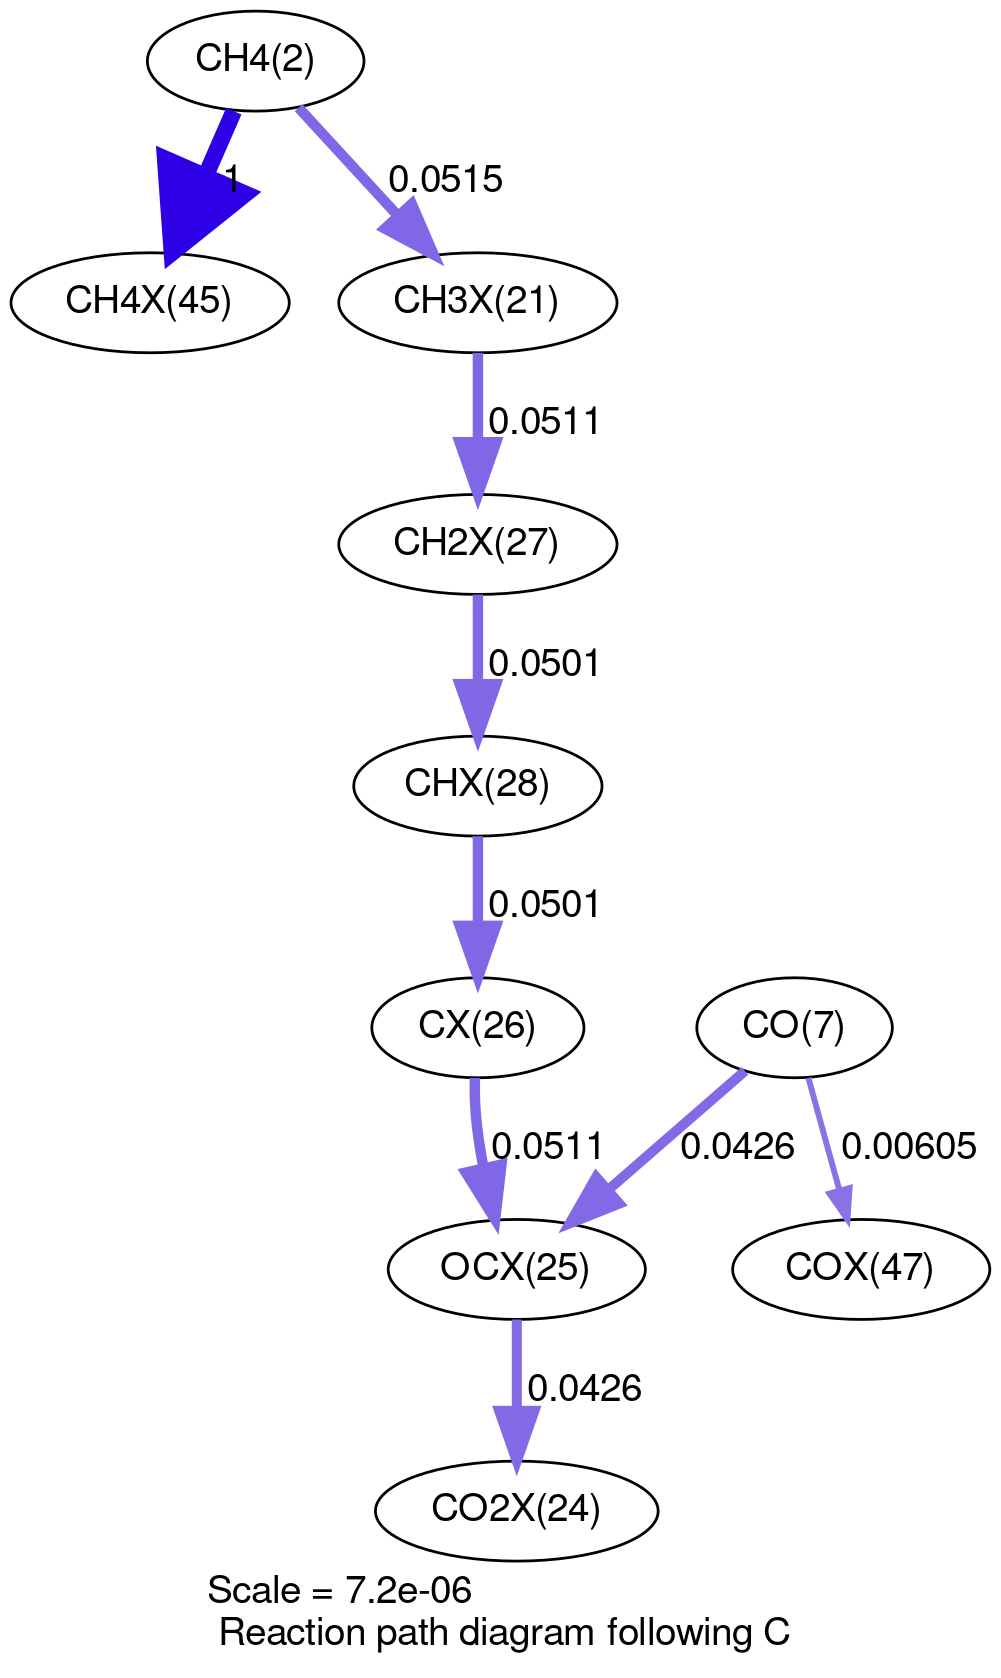 CH4(2)
1
0.0515
CH4X(45)
CH3X(21)
0.0511
CH2X(27)
0.0501
CHX(28)
0.0501
CX(26)
CO(7)
0.0511
0.0426
0.00605
OCX(25)
COX(47)
0.0426
CO2X(24)
Scale = 7.2e-06
Reaction path diagram following C